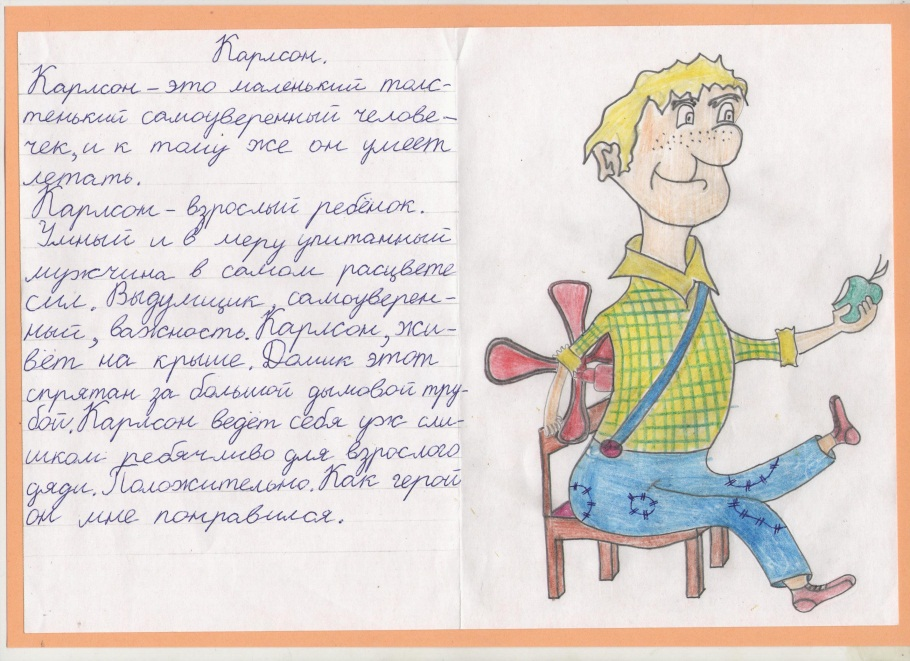 Карлсон.
Карлсон – это маленький толс-
тенький самоуверенный челове-
чек, и к тому же он умеет
летать.
Карлсон – взрослый ребёнок.
Умный и в меру упитанный
мужчина в самом расцвете
сил. Выдумщик, самоуверен-
ный, важность. Карлсон, жи-
вёт на крыше. Домик этот
спрятан за большой дымовой тру-
бой. Карлсон ведёт себя уж сли-
шком ребячливо для взрослого
дяди. Положительно. Как герой
он мне понравился.